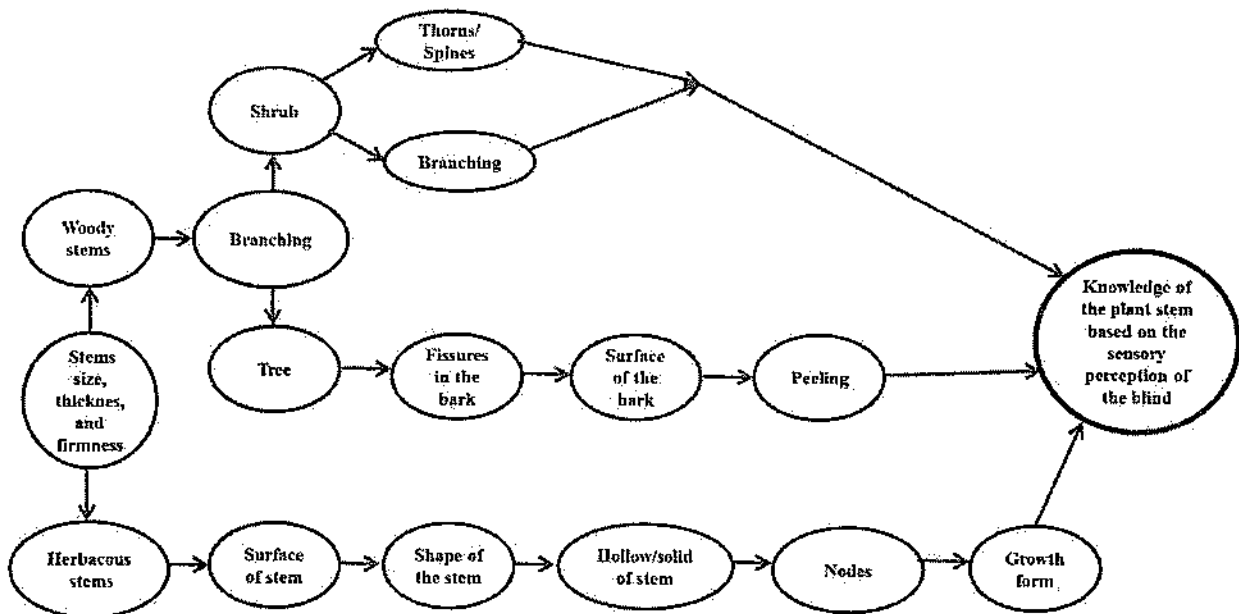 Thorns/
Spines
Shrub
Branching
Woody
stems
Branching
Knowledge of
the plant stem
based on the
sensory
perception of
the blind
Stems
size,
thicknes,
and
firmness
Tree
Fissures
in the
bark
Surface
of the
bark
Peeling
Herbacous
stems
Surface
of stem
Shape of
the stem
Hollow/solid
of stem
Nodes
Growth
form